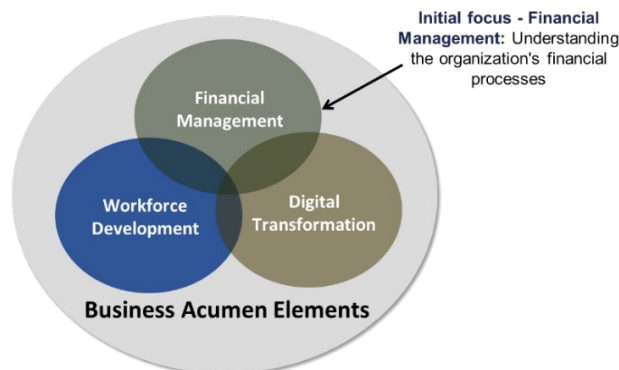 Initial focus - Financial
Management: Understanding
the organization's financial
processes
Financial
Management
Workforce
Development
Digital
Transformation
Business Acumen Elements